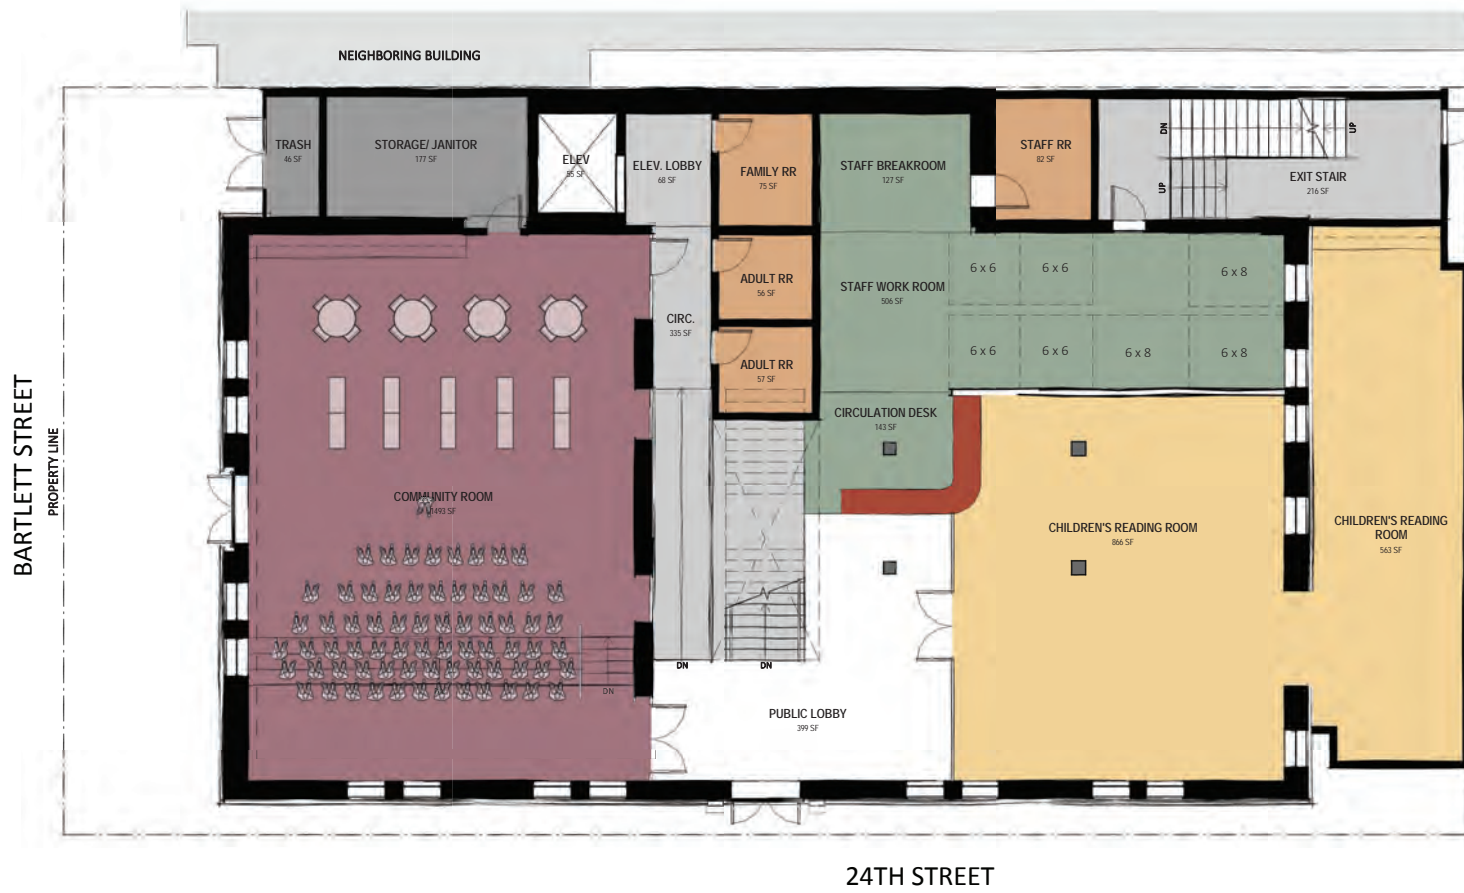 NEIGHBORING BUILDING
TRASH
46 SF
STORAGE/ JANITOR
177 SF
ELEV
55 SF
ELEV. LOBBY
68 SF
FAMILY RR
75 SF
STAFF BREAKROOM
127 SF
STAFF RR
82 SF
DN
UP
UP
EXIT STAIR
216 SF
ADULT RR
56 SF
STAFF WORK ROOM
506 SF
6 x 6
6 x 6
6 x 8
CIRC.
335 SF
ADULT RR
57 SF
6 x 6
6 x 6
6 x 8
6 x 8
CIRCULATION DESK
143 SF
BARTLETT STREET
PROPERTY LINE
COMMUNITY ROOM
1493 SF
CHILDREN'S READING ROOM
866 SF
CHILDREN'S READING
ROOM
563 SF
DN
DN
DN
PUBLIC LOBBY
399 SF
24TH STREET